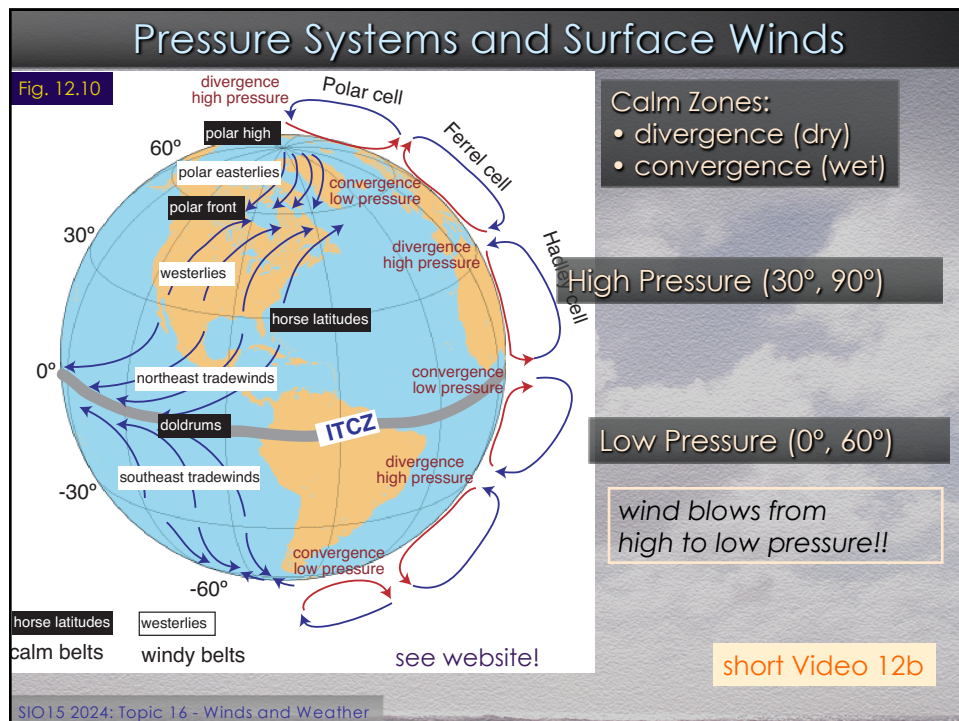 Pressure Systems and Surface Winds
Fig. 12.10
divergence
high pressure
Polar cell
polar high
60º
polar easterlies
Ferrel cell
convergence
low pressure
polar front
30º
divergence
high pressure
westerlies
Hadley cell
horse latitudes
0º
northeast tradewinds
convergence
low pressure
doldrums
ITCZ
southeast tradewinds
divergence
high pressure
-30º
convergence
low pressure
-60º
horse latitudes
westerlies
calm belts
windy belts
see website!
Calm Zones:
• divergence (dry)
• convergence (wet)
High Pressure (30º, 90º)
Low Pressure (0º, 60º)
wind blows from
high to low pressure!!
short Video 12b
SIO15 2024: Topic 16 - Winds and Weather